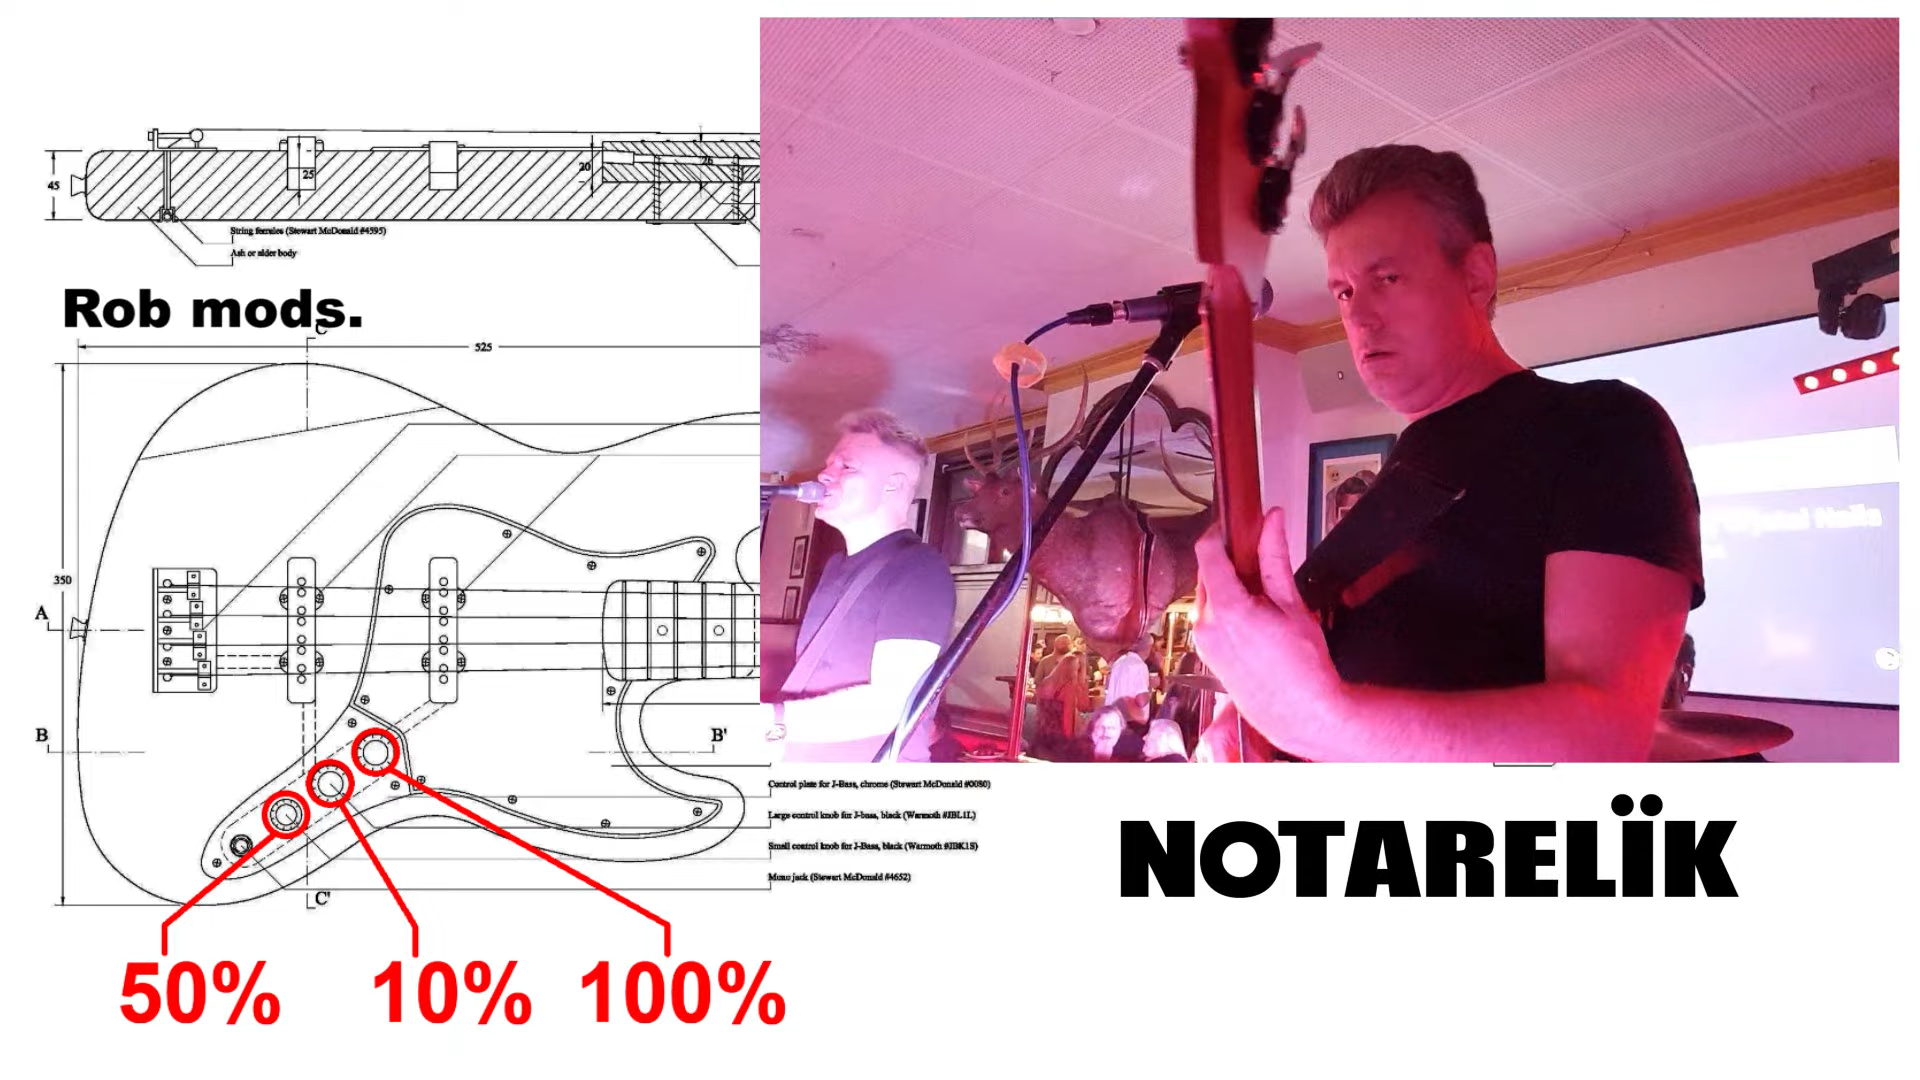 45
25
20
26
String ferrules (Stewart McDonald #4595)
Ash or alder body
Rob mods.
C
525
350
A
B
B'
Control plate for J-Bass, chrome (Stewart McDonald #0080)
Large control knob for J-bass, black (Warmoth #JBL1L)
Small control knob for J-Bass, black (Warmoth #JBK1S)
Mono jack (Stewart McDonald #4652)
C'
50% 10% 100%
NOTARELÏK